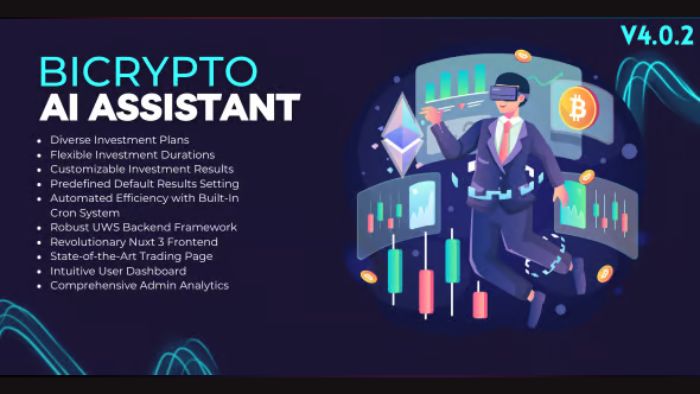 V4.0.2
BICRYPTO
AI ASSISTANT
• Diverse Investment Plans
• Flexible Investment Durations
• Customizable Investment Results
• Predefined Default Results Setting
• Automated Efficiency with Built-In
Cron System
• Robust UWS Backend Framework
• Revolutionary Nuxt 3 Frontend
• State-of-the-Art Trading Page
• Intuitive User Dashboard
• Comprehensive Admin Analytics